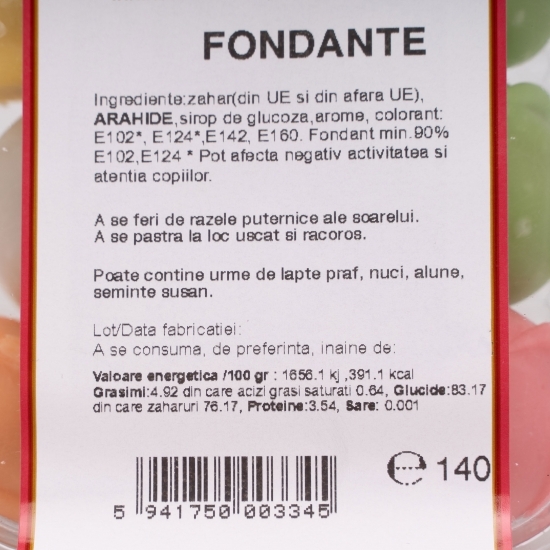 FONDANTE
Ingrediente:zahar(din UE si din afara UE),
ARAHIDE,sirop de glucoza,arome, colorant:
E102*, E124*,E142, E160. Fondant min.90%
E102,E124 * Pot afecta negativ activitatea si
atentia copiilor.
A se feri de razele puternice ale soarelui.
A se pastra la loc uscat si racoros.
Poate contine urme de lapte praf, nuci, alune,
seminte susan.
Lot/Data fabricatiei:
A se consuma, de preferinta, inaine de:
Valoare energetica /100 gr : 1656.1 kj ,391.1 kcal
Grasimi:4.92 din care acizi grasi saturati 0.64, Glucide:83.17
din care zaharuri 76.17, Proteine:3.54, Sare: 0.001
℮ 140
5 941750 003345